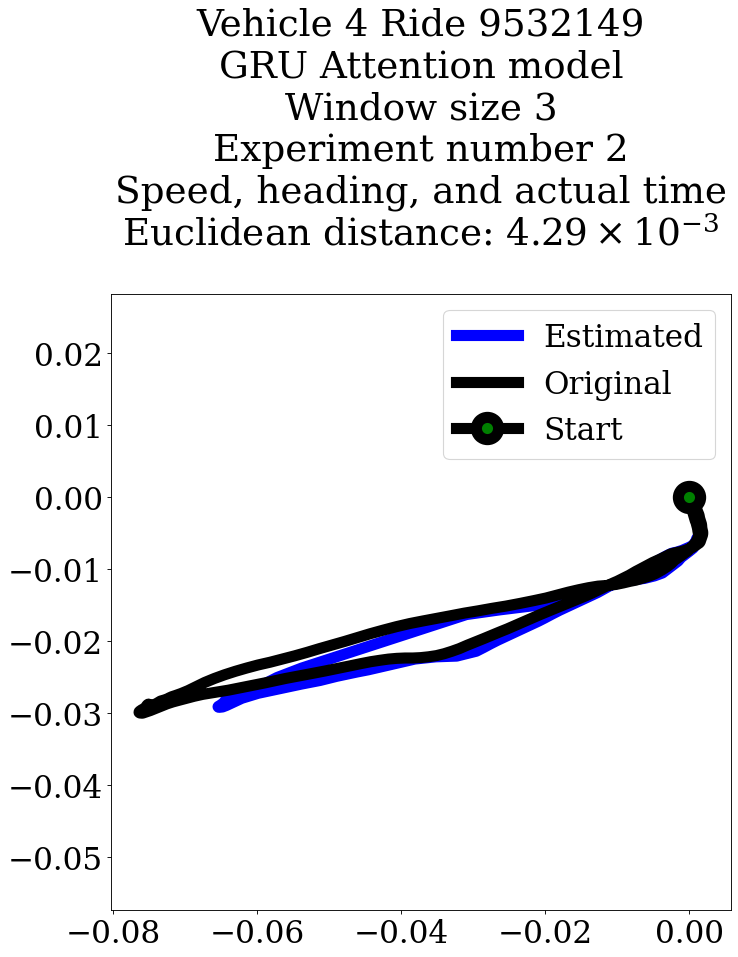 Vehicle 4 Ride 9532149
GRU Attention model
Window size 3
Experiment number 2
Speed, heading, and actual time
Euclidean distance: 4.29 × 10⁻³
Estimated
Original
Start
0.02
0.01
0.00
−0.01
−0.02
−0.03
−0.04
−0.05
−0.08 −0.06 −0.04 −0.02 0.00